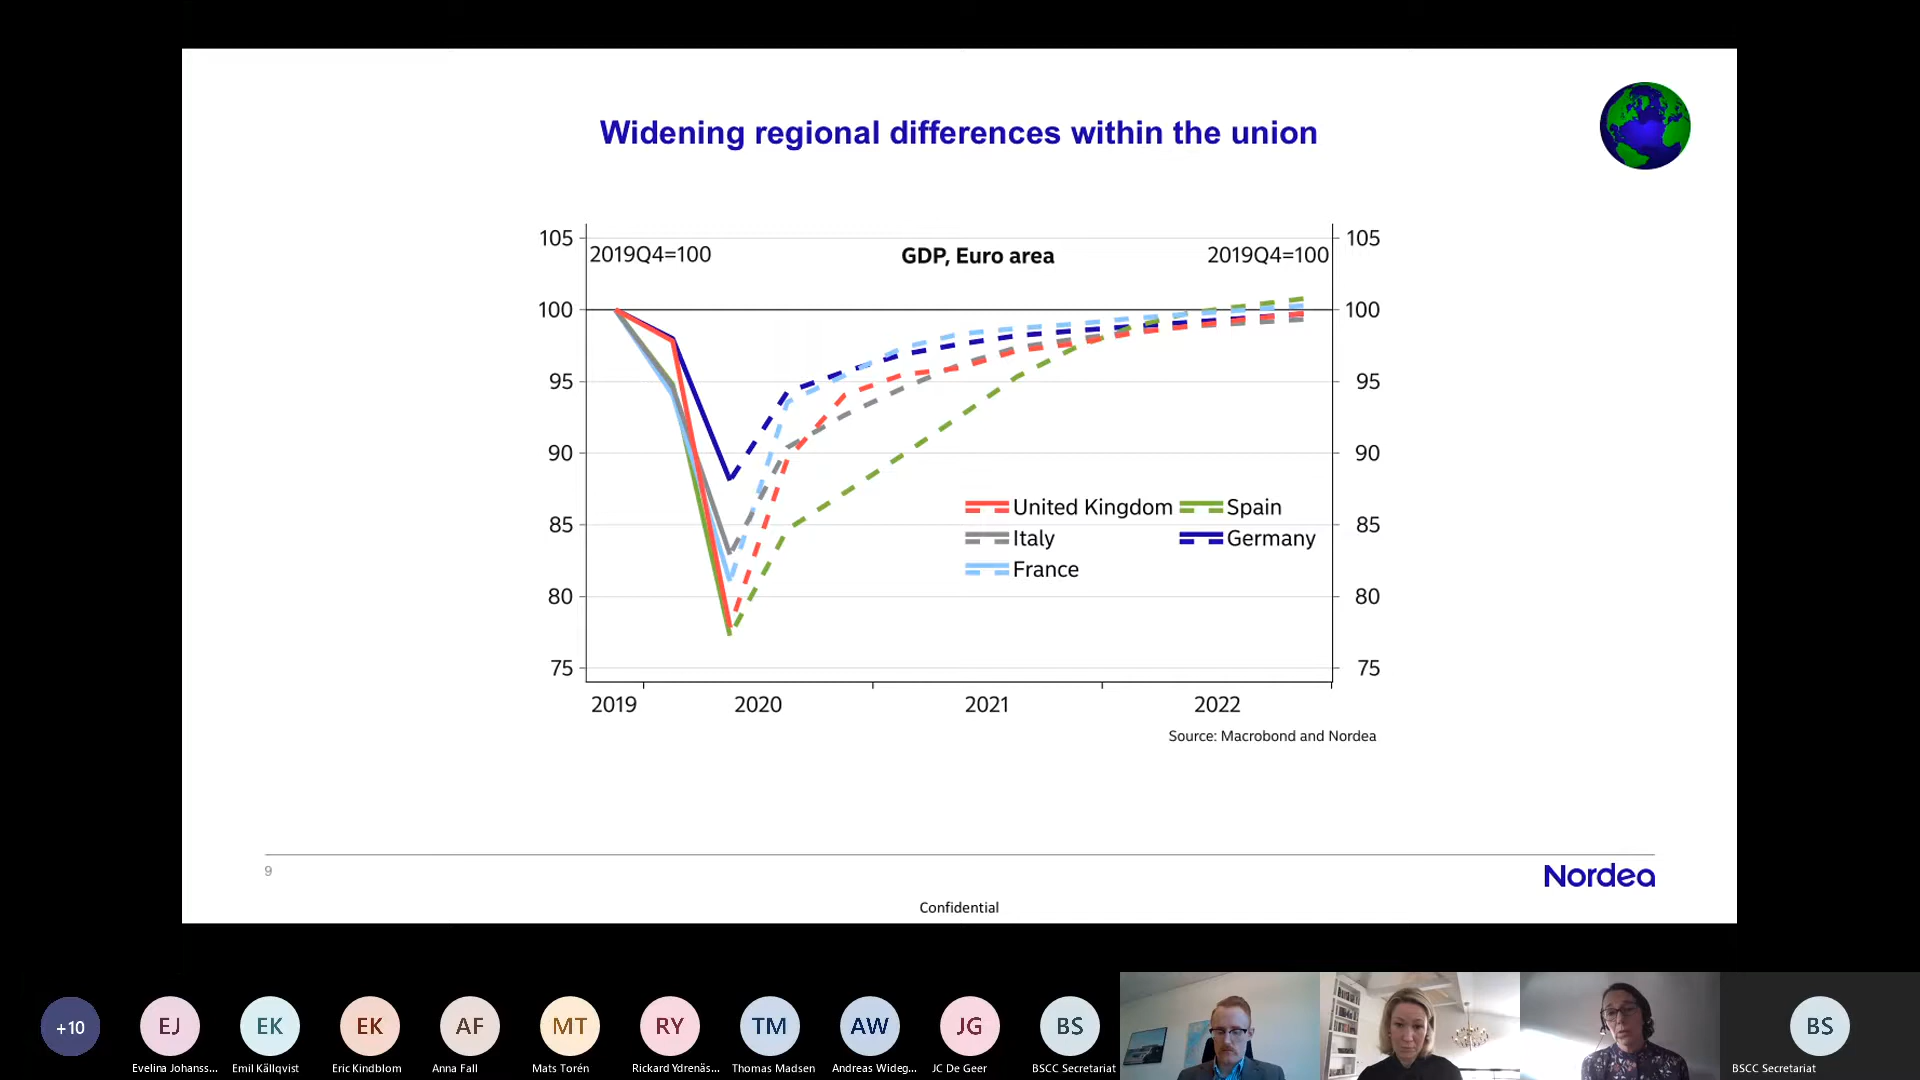 Widening regional differences within the union
105
105
2019Q4=100
GDP, Euro area
2019Q4=100
100
100
95
95
90
90
United Kingdom
Spain
85
85
Italy
Germany
France
80
80
75
75
2019
2020
2021
2022
Source: Macrobond and Nordea
9
Nordea
Confidential
+10
EJ
EK
EK
AF
MT
RY
TM
AW
JG
BS
BS
Evelina Johanss...
Emil Källqvist
Eric Kindblom
Anna Fall
Mats Torén
Rickard Ydrenäs...
Thomas Madsen
Andreas Wideg...
JC De Geer
BSCC Secretariat
BSCC Secretariat